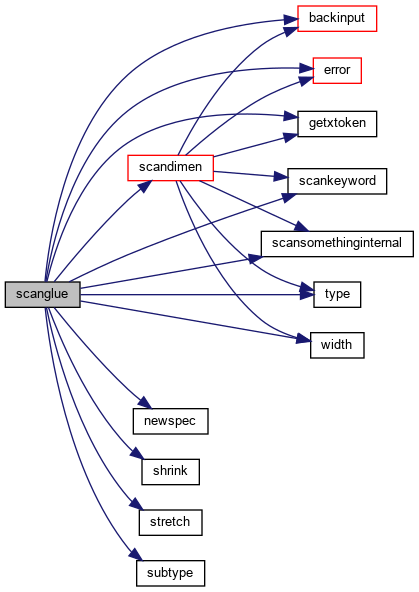 backinput
error
getxtoken
scandimen
scankeyword
scansomethinginternal
scanglue
type
width
newspec
shrink
stretch
subtype